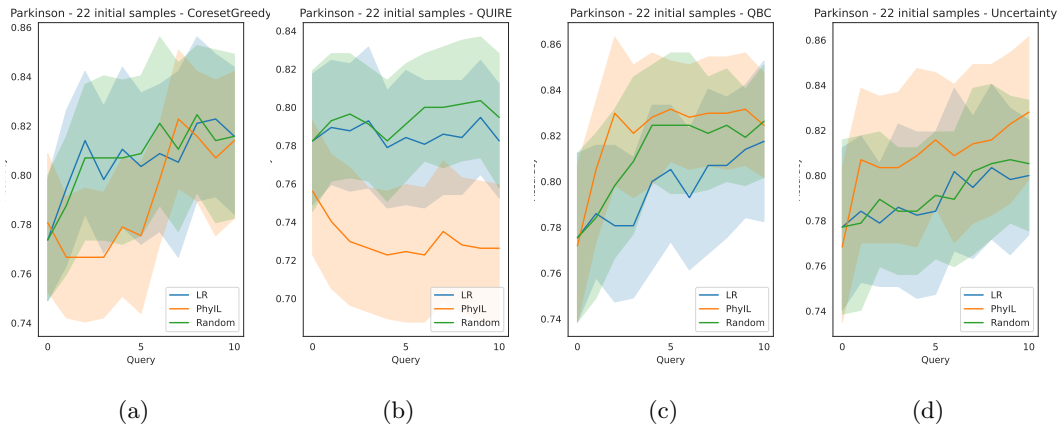 Parkinson - 22 initial samples - CoresetGreedy
0.86
0.84
0.82
0.80
0.78
0.76
0.74
0
5
10
Query
LR
PhyIL
Random
(a)
Parkinson - 22 initial samples - QUIRE
0.84
0.82
0.80
0.78
0.76
0.74
0.72
0.70
0
5
10
Query
LR
PhyIL
Random
(b)
Parkinson - 22 initial samples - QBC
0.86
0.84
0.82
0.80
0.78
0.76
0.74
0
5
10
Query
LR
PhyIL
Random
(c)
Parkinson - 22 initial samples - Uncertainty
0.86
0.84
0.82
0.80
0.78
0.76
0.74
0
5
10
Query
LR
PhyIL
Random
(d)